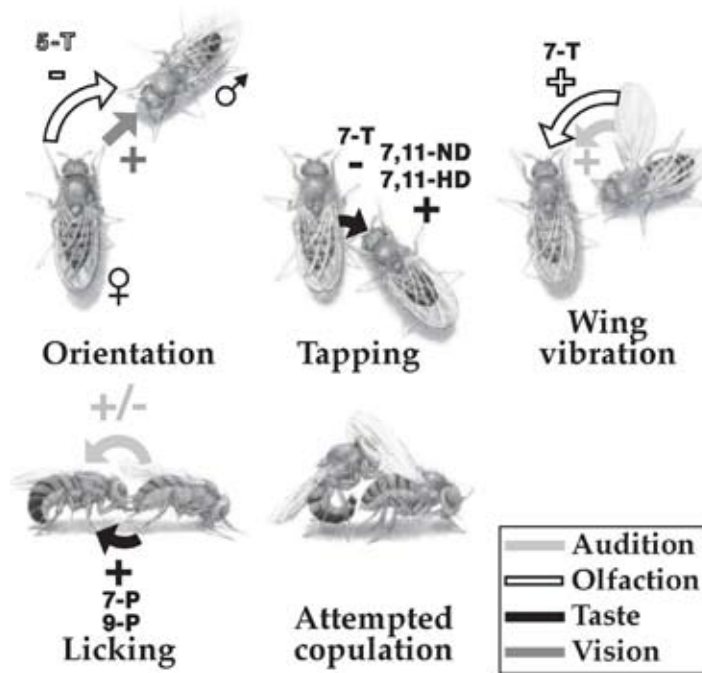 5-T
-
♂
+
♀
Orientation
7-T
-
7,11-ND
7,11-HD
+
Tapping
7-T
+
+
Wing
vibration
+/-
+
7-P
9-P
Licking
Attempted
copulation
Audition
Olfaction
Taste
Vision